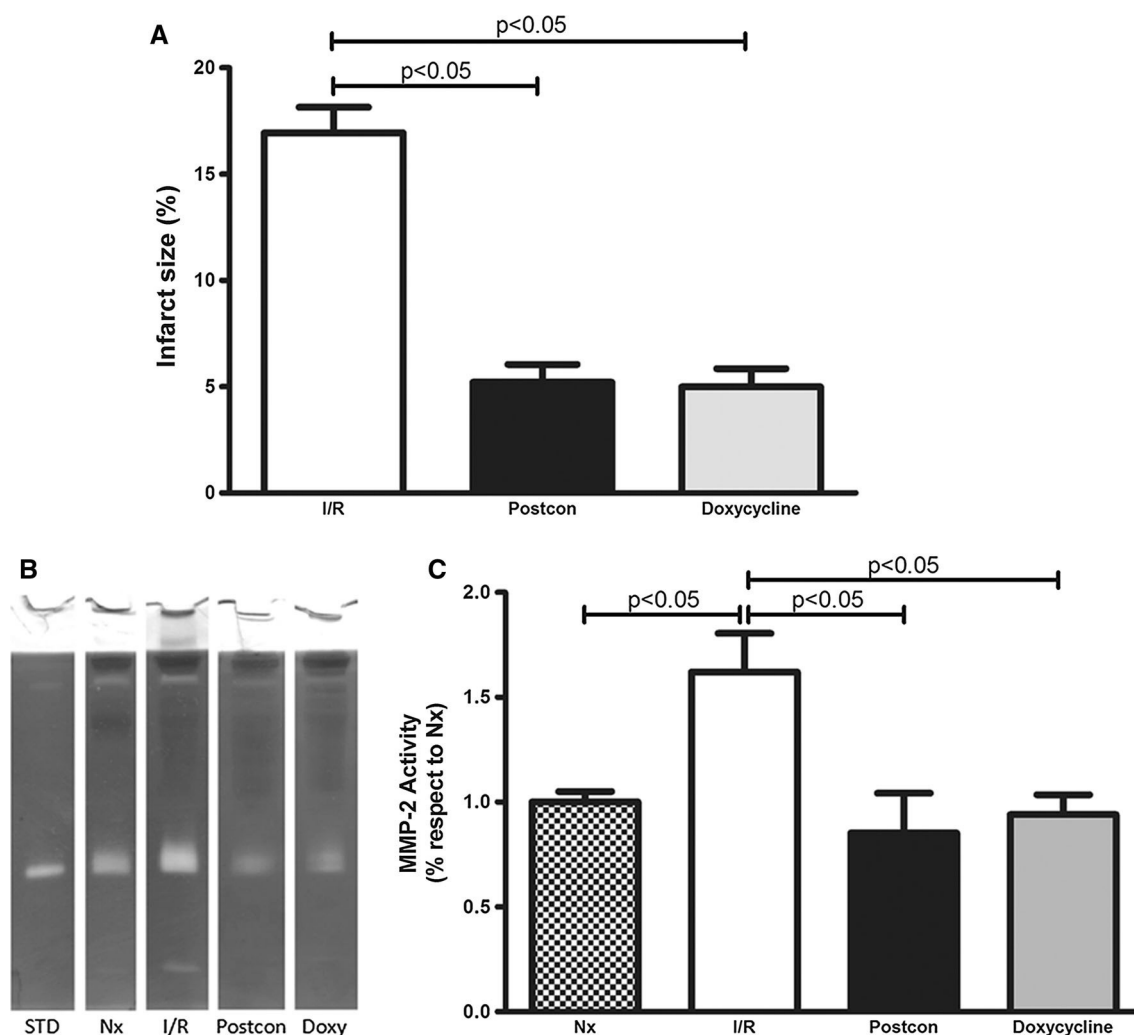 A
p<0.05
p<0.05
20
15
10
5
0
Infarct size (%)
I/R Postcon Doxycycline
B
STD Nx I/R Postcon Doxy
C
p<0.05
p<0.05 p<0.05
2.0
1.5
1.0
0.5
0.0
MMP-2 Activity
(% respect to Nx)
Nx I/R Postcon Doxycycline